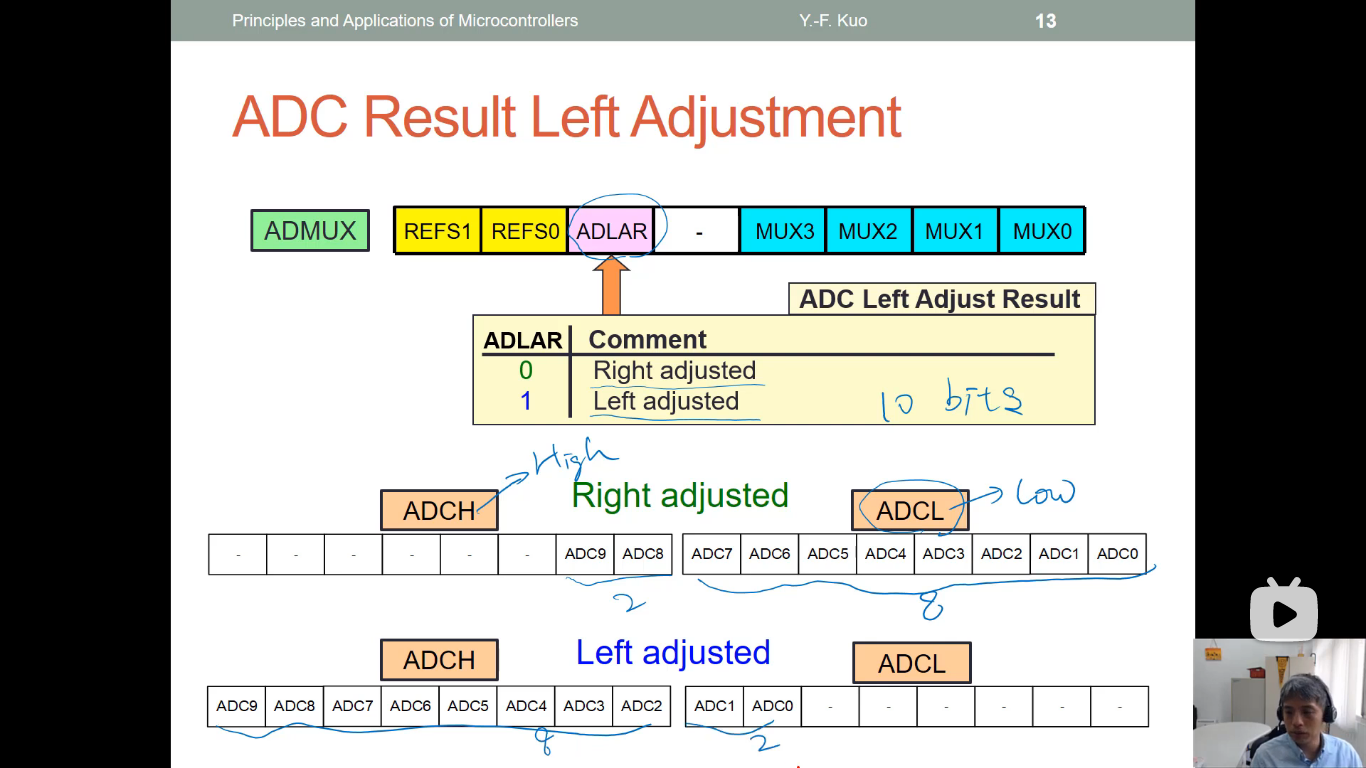 Principles and Applications of Microcontrollers Y.-F. Kuo 13
ADC Result Left Adjustment
ADMUX REFS1 REFS0 ADLAR - MUX3 MUX2 MUX1 MUX0
ADC Left Adjust Result
ADLAR Comment
0 Right adjusted
1 Left adjusted
10 bits
High
Right adjusted
ADCH ADCL Low
- - - - - - ADC9 ADC8 ADC7 ADC6 ADC5 ADC4 ADC3 ADC2 ADC1 ADC0
2 8
Left adjusted
ADCH ADCL
ADC9 ADC8 ADC7 ADC6 ADC5 ADC4 ADC3 ADC2 ADC1 ADC0 - - - - - -
8 2